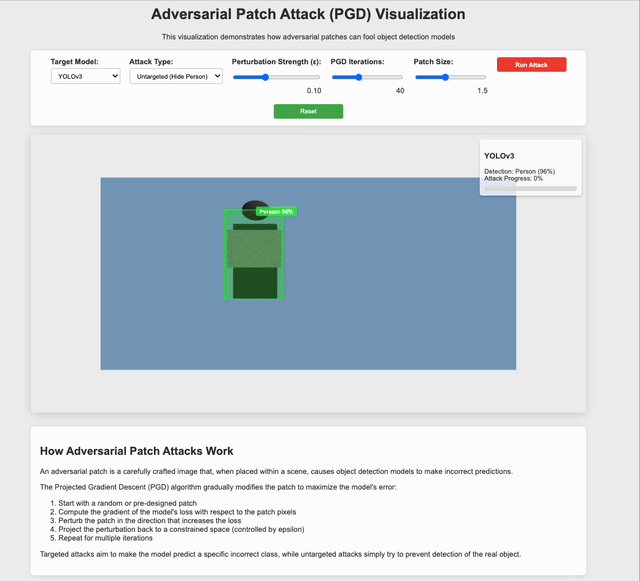 Adversarial Patch Attack (PGD) Visualization
This visualization demonstrates how adversarial patches can fool object detection models
Target Model: Attack Type: Perturbation Strength (ε): PGD Iterations: Patch Size: Run Attack
YOLOv3 Untargeted (Hide Person)
0.10 40 1.5
Reset
YOLOv3
Detection: Person (96%)
Attack Progress: 0%
Person: 96%
How Adversarial Patch Attacks Work
An adversarial patch is a carefully crafted image that, when placed within a scene, causes object detection models to make incorrect predictions.
The Projected Gradient Descent (PGD) algorithm gradually modifies the patch to maximize the model's error:
1. Start with a random or pre-designed patch
2. Compute the gradient of the model's loss with respect to the patch pixels
3. Perturb the patch in the direction that increases the loss
4. Project the perturbation back to a constrained space (controlled by epsilon)
5. Repeat for multiple iterations
Targeted attacks aim to make the model predict a specific incorrect class, while untargeted attacks simply try to prevent detection of the real object.